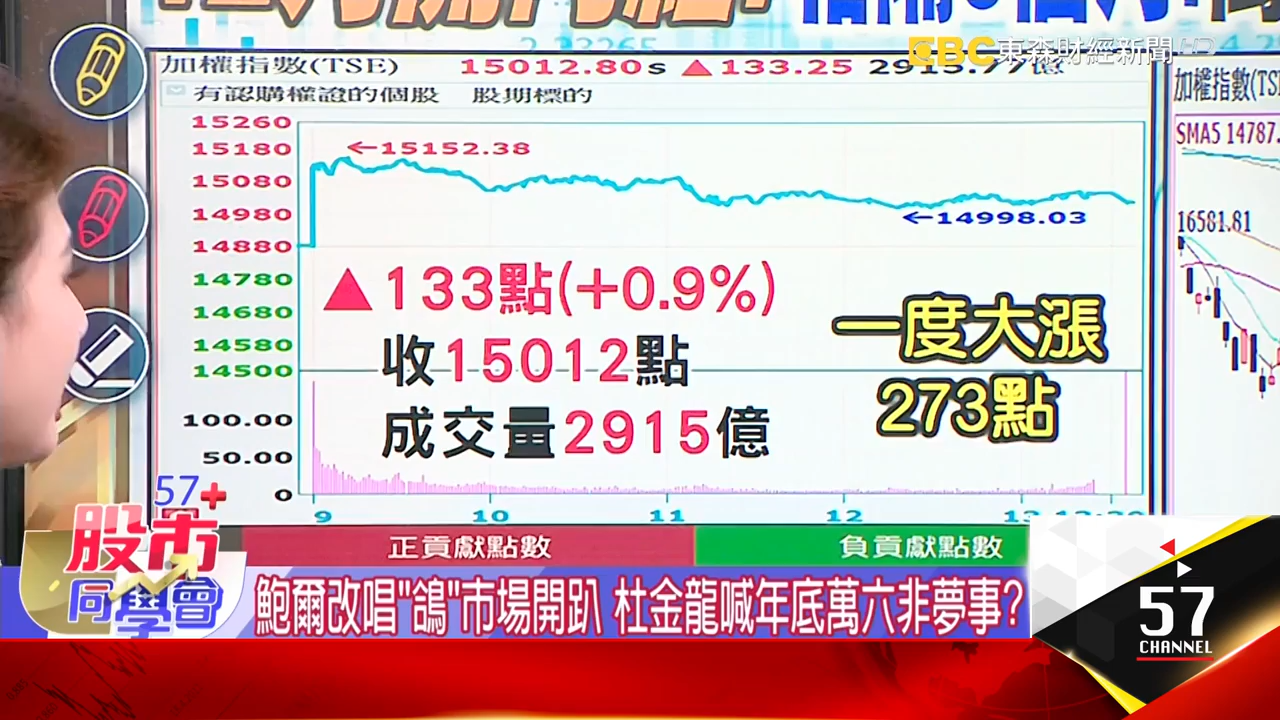 EBC 東森財經新聞 HD
加權指數(TSE) 15012.80s ▲133.25 2915.77億
有認購權證的個股 股期標的
15260
15180
15080
14980
14880
14780
14680
14580
14500
100.00
50.00
0
←15152.38
←14998.03
▲133點(+0.9%)
收15012點
成交量2915億
一度大漲
273點
9 10 11 12
加權指數(TSE
SMA5 14787.
16581.81
正貢獻點數
負貢獻點數
57+
股市
同學會
鮑爾改唱"鴿"市場開趴 杜金龍喊年底萬六非夢事?
57
CHANNEL